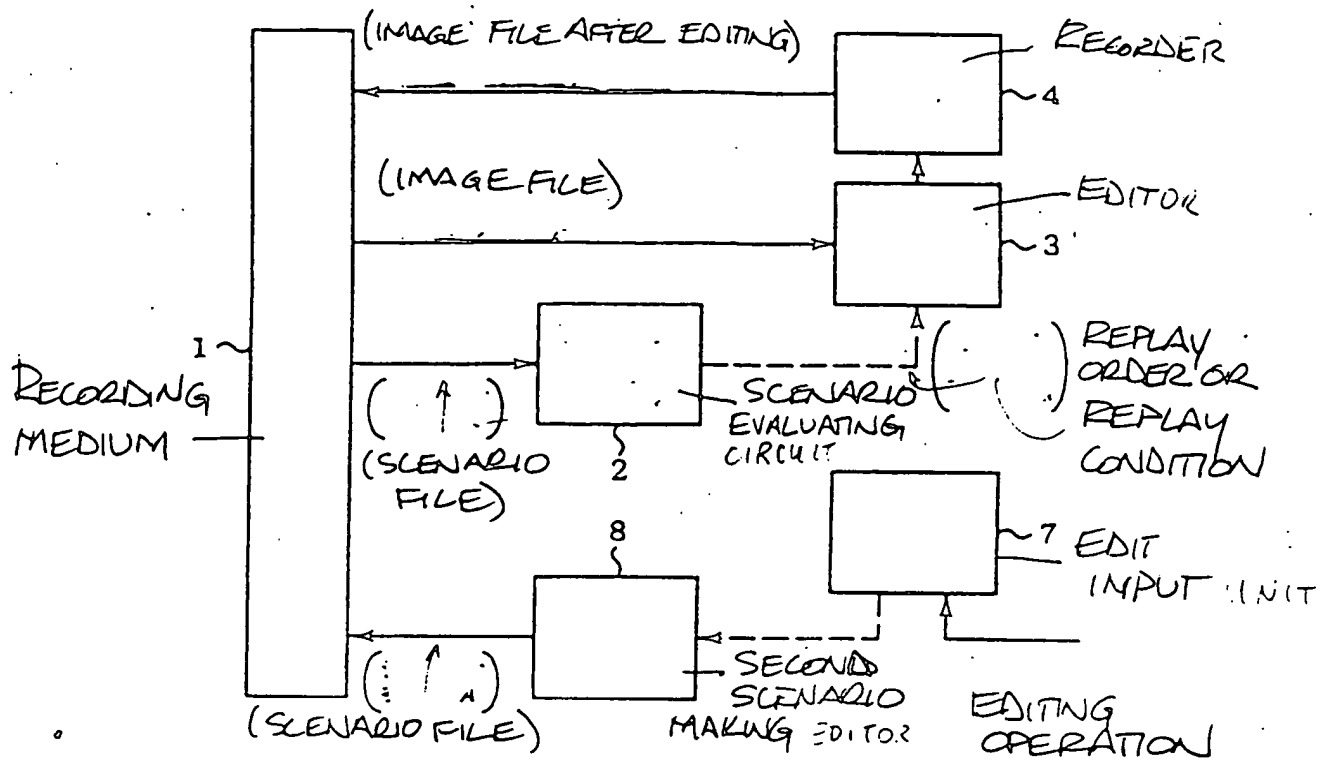 (IMAGE FILE AFTER EDITING)
RECORDER
4
(IMAGE FILE)
EDITOR
3
1
RECORDING
MEDIUM
(SCENARIO
FILE)
2
SCENARIO
EVALUATING
CIRCUIT
REPLAY
ORDER OR
REPLAY
CONDITION
8
7
EDIT
INPUT UNIT
(SCENARIO FILE)
SECOND
SCENARIO
MAKING EDITOR
EDITING
OPERATION